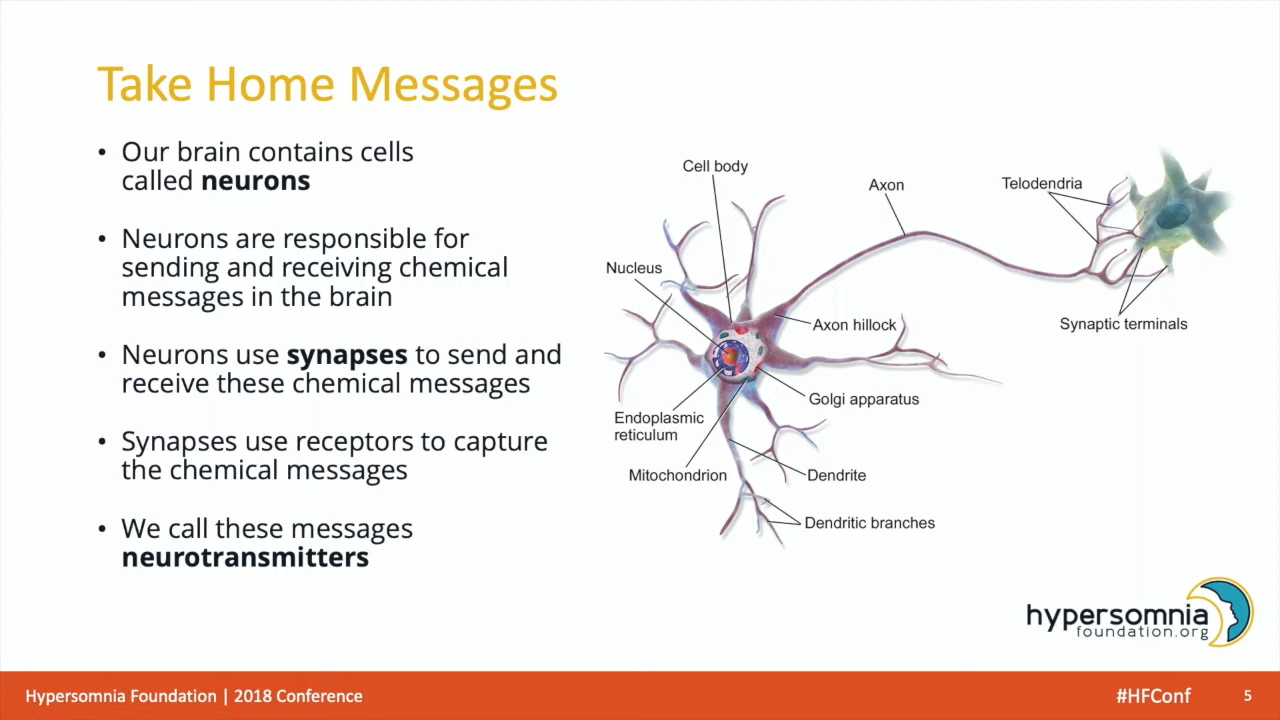 Take Home Messages
• Our brain contains cells
called neurons
• Neurons are responsible for
sending and receiving chemical
messages in the brain
• Neurons use synapses to send and
receive these chemical messages
• Synapses use receptors to capture
the chemical messages
• We call these messages
neurotransmitters
Cell body
Axon
Telodendria
Nucleus
Axon hillock
Synaptic terminals
Golgi apparatus
Endoplasmic
reticulum
Mitochondrion
Dendrite
Dendritic branches
hypersomnia
foundation.org
Hypersomnia Foundation | 2018 Conference
#HFConf
5